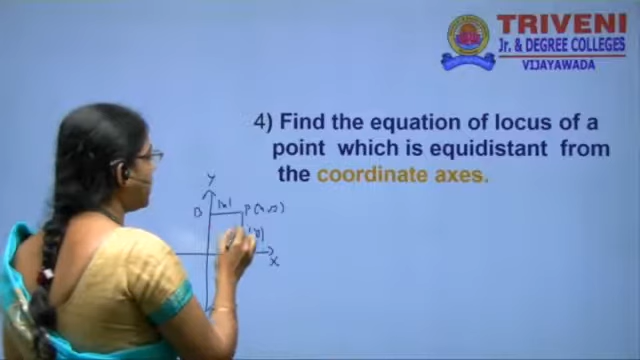 TRIVENI
Jr. & DEGREE COLLEGES
VIJAYAWADA
4) Find the equation of locus of a
point which is equidistant from
the coordinate axes.
Y
B |x| P(x,y)
|y|
X